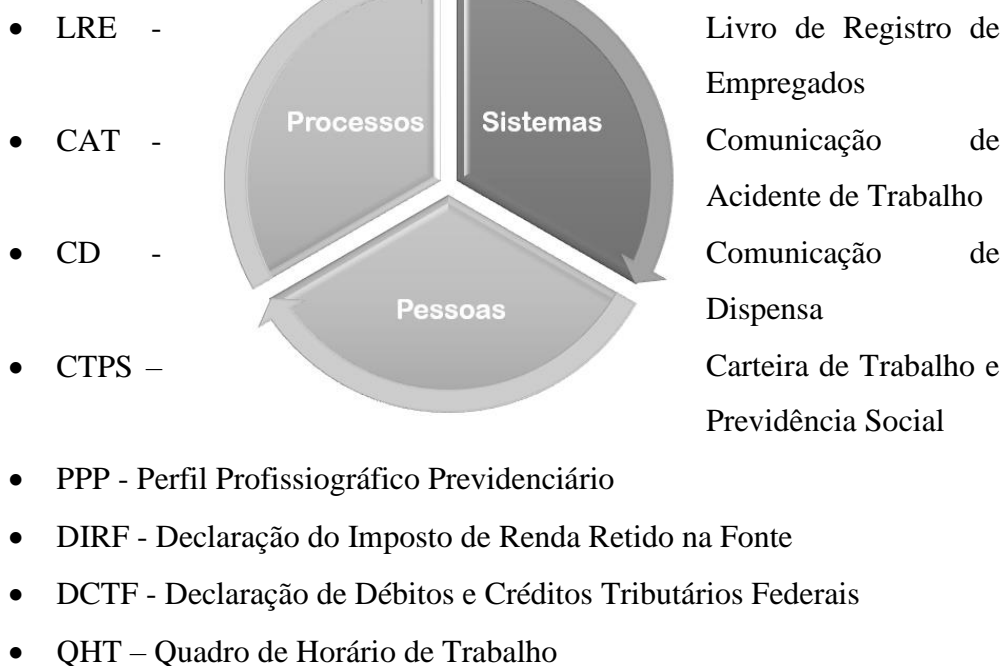 • LRE - Livro de Registro de
Empregados
• CAT - Comunicação de
Acidente de Trabalho
• CD - Comunicação de
Dispensa
• CTPS – Carteira de Trabalho e
Previdência Social
Processos
Sistemas
Pessoas
• PPP - Perfil Profissiográfico Previdenciário
• DIRF - Declaração do Imposto de Renda Retido na Fonte
• DCTF - Declaração de Débitos e Créditos Tributários Federais
• QHT – Quadro de Horário de Trabalho